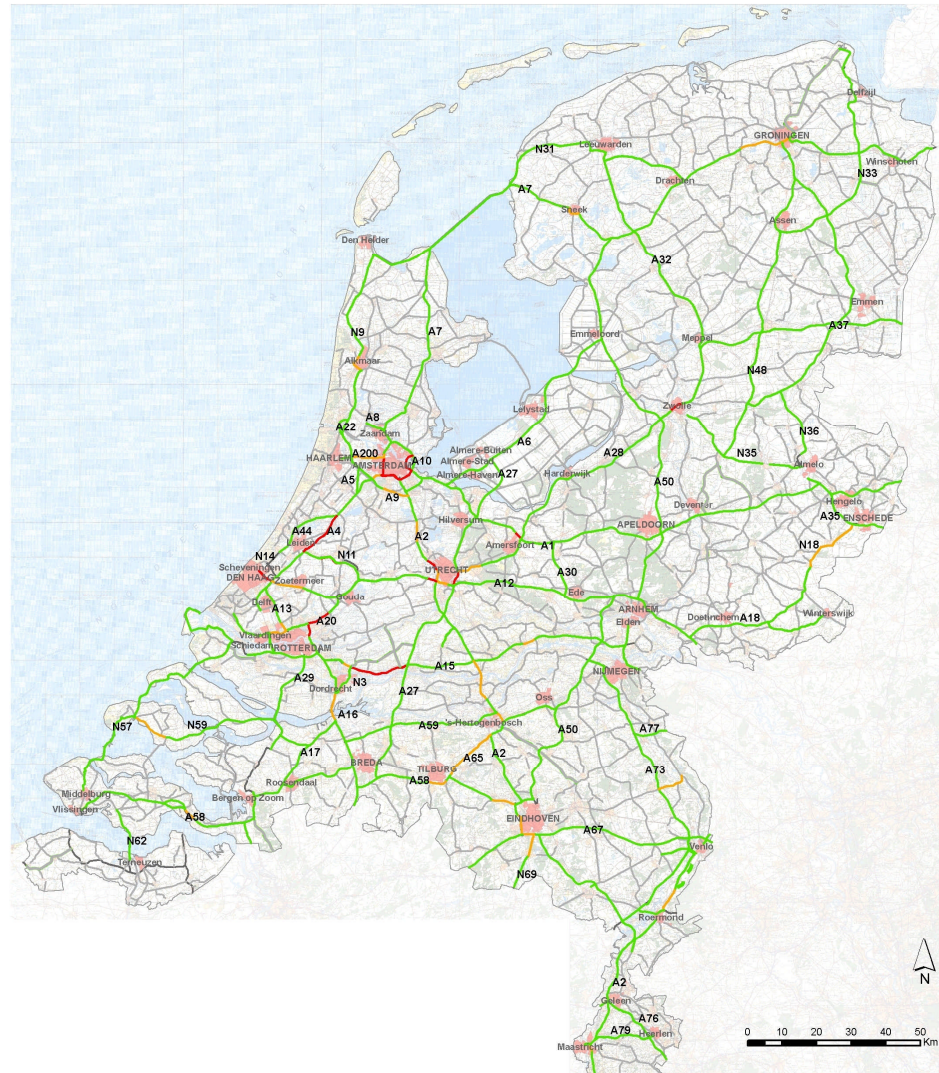 Delfzijl
GRONINGEN
Leeuwarden
N31
Winschoten
N33
Drachten
A7
Sneek
Assen
Den Helder
A32
Emmen
A37
N9
A7
Emmeloord
Meppel
Alkmaar
N48
Lelystad
Zwolle
A8
A22
Zaandam
N36
A6
Almere-Buiten
A28
N35
HAARLEM
A200
AMSTERDAM
A10
Almere-Stad
Almere-Haven
A27
Harderwijk
Almelo
A5
A50
A9
Deventer
Hengelo
A35
ENSCHEDE
Hilversum
APELDOORN
A44
A4
A2
Leiden
Amersfoort
A1
N18
N14
N11
Scheveningen
DEN HAAG
Zoetermeer
UTRECHT
A12
A30
Ede
Gouda
Delft
A13
ARNHEM
Elden
Doetinchem
A18
Winterswijk
A20
Vlaardingen
Schiedam
ROTTERDAM
A15
NIJMEGEN
A29
N3
Dordrecht
A27
Oss
A16
N57
N59
A59
's-Hertogenbosch
A50
A77
A17
A65
A2
BREDA
TILBURG
A73
A58
Roosendaal
Middelburg
Bergen op Zoom
Vlissingen
A58
EINDHOVEN
A67
N62
Venlo
Terneuzen
N69
Roermond
N
A2
Geleen
A76
A79
Heerlen
Maastricht
0 10 20 30 40 50
Km